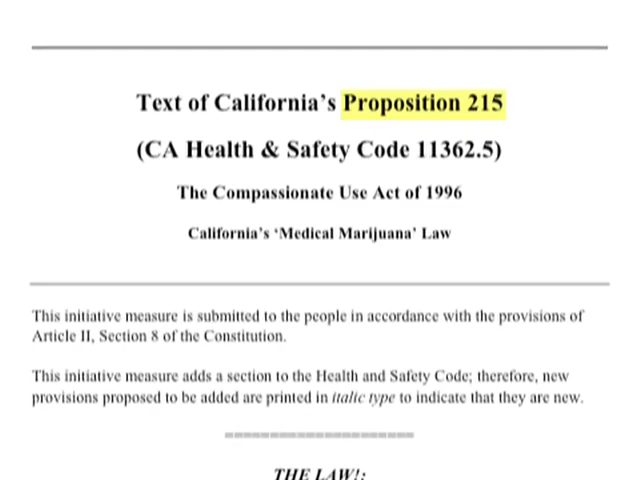 Text of California's Proposition 215
(CA Health & Safety Code 11362.5)
The Compassionate Use Act of 1996
California's ‘Medical Marijuana’ Law
This initiative measure is submitted to the people in accordance with the provisions of
Article II, Section 8 of the Constitution.
This initiative measure adds a section to the Health and Safety Code; therefore, new
provisions proposed to be added are printed in italic type to indicate that they are new.
THE LAW!: